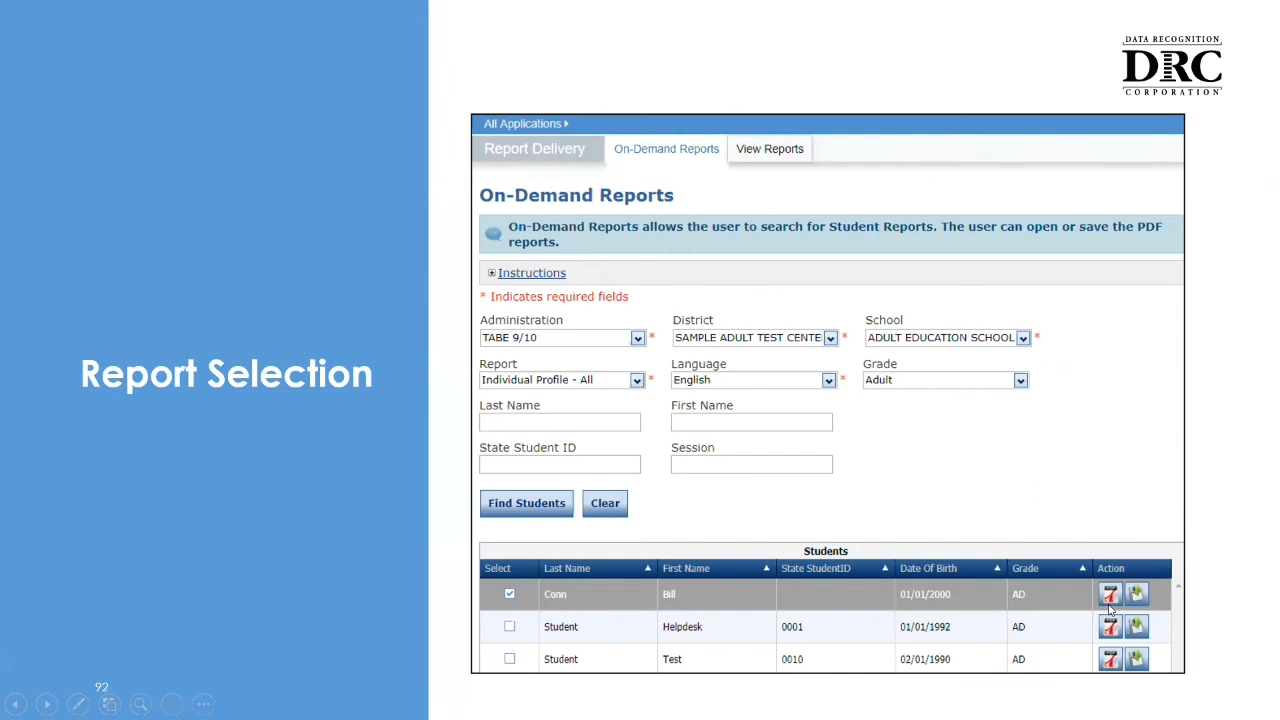 DATA RECOGNITION
DRC
CORPORATION
All Applications
Report Delivery On-Demand Reports View Reports
On-Demand Reports
On-Demand Reports allows the user to search for Student Reports. The user can open or save the PDF
reports.
Instructions
* Indicates required fields
Administration District School
TABE 9/10 * SAMPLE ADULT TEST CENTE * ADULT EDUCATION SCHOOL *
Report Language Grade
Individual Profile - All * English * Adult
Last Name First Name
State Student ID Session
Find Students Clear
Students
Select Last Name First Name State StudentID Date Of Birth Grade Action
Conn Bill 01/01/2000 AD
Student Helpdesk 0001 01/01/1992 AD
Student Test 0010 02/01/1990 AD
Report Selection
92